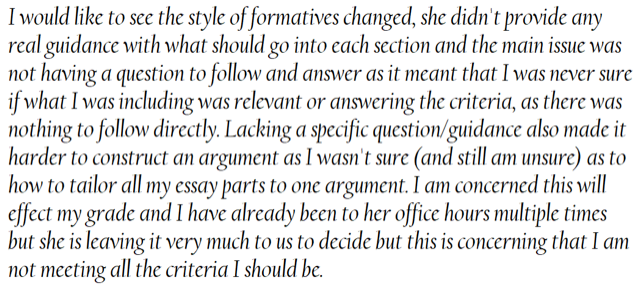 I would like to see the style of formatives changed, she didn't provide any
real guidance with what should go into each section and the main issue was
not having a question to follow and answer as it meant that I was never sure
if what I was including was relevant or answering the criteria, as there was
nothing to follow directly. Lacking a specific question/guidance also made it
harder to construct an argument as I wasn't sure (and still am unsure) as to
how to tailor all my essay parts to one argument. I am concerned this will
effect my grade and I have already been to her office hours multiple times
but she is leaving it very much to us to decide but this is concerning that I am
not meeting all the criteria I should be.